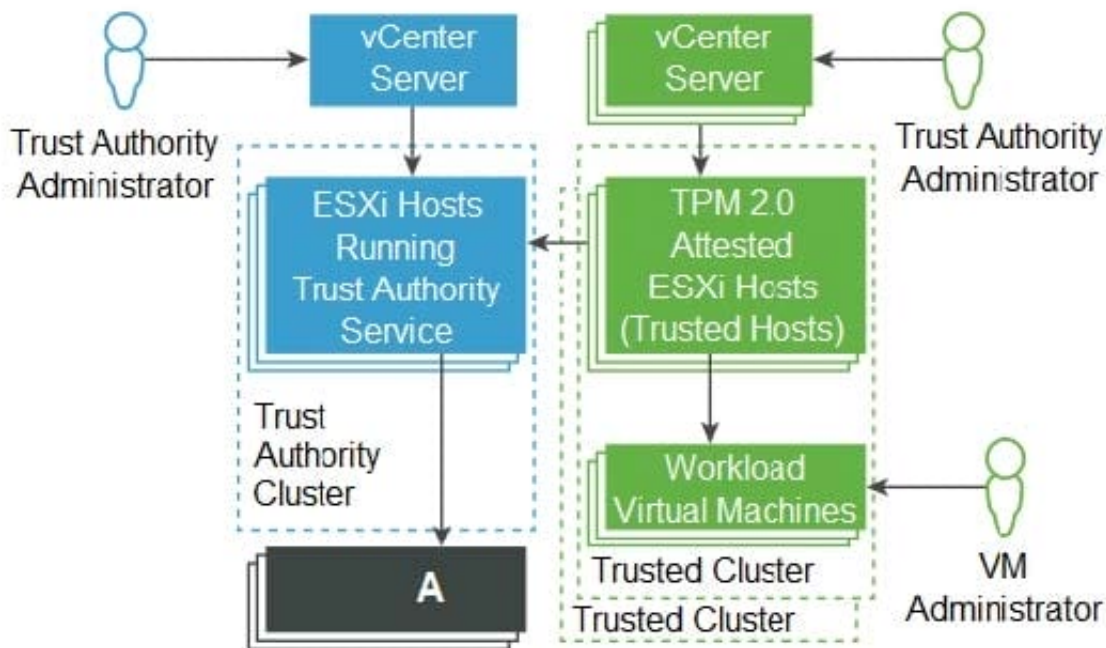 vCenter
Server
vCenter
Server
Trust Authority
Administrator
Trust Authority
Administrator
ESXi Hosts
Running
Trust Authority
Service
TPM 2.0
Attested
ESXi Hosts
(Trusted Hosts)
Trust
Authority
Cluster
Workload
Virtual Machines
Trusted Cluster
Trusted Cluster
VM
Administrator
A